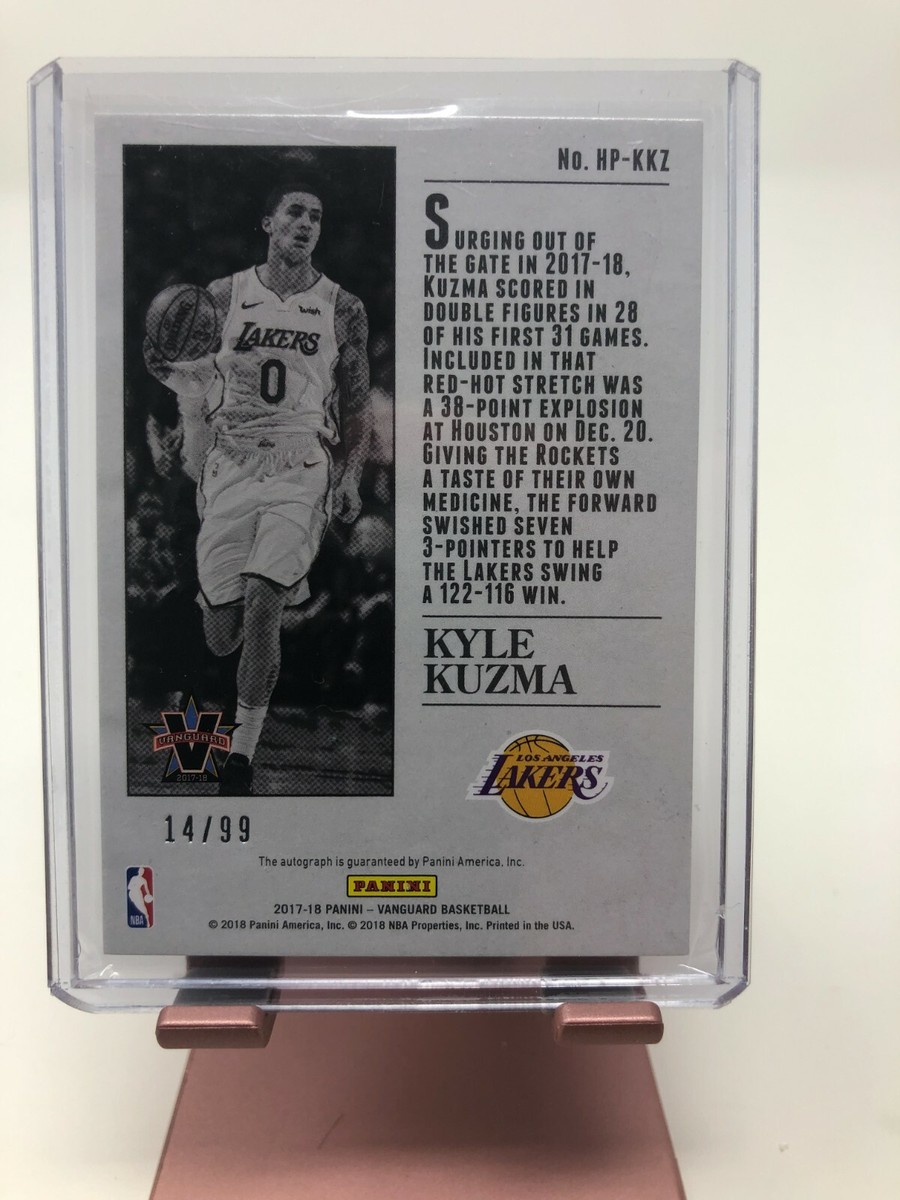 No. HP-KKZ
SURGING OUT OF
THE GATE IN 2017-18,
KUZMA SCORED IN
DOUBLE FIGURES IN 28
OF HIS FIRST 31 GAMES.
INCLUDED IN THAT
RED-HOT STRETCH WAS
A 38-POINT EXPLOSION
AT HOUSTON ON DEC. 20.
GIVING THE ROCKETS
A TASTE OF THEIR OWN
MEDICINE, THE FORWARD
SWISHED SEVEN
3-POINTERS TO HELP
THE LAKERS SWING
A 122-116 WIN.
KYLE
KUZMA
wish
LAKERS
0
V
VANGUARD
2017-18
LOS ANGELES
LAKERS
14/99
The autograph is guaranteed by Panini America, Inc.
PANINI
NBA
2017-18 PANINI – VANGUARD BASKETBALL
© 2018 Panini America, Inc. © 2018 NBA Properties, Inc. Printed in the USA.